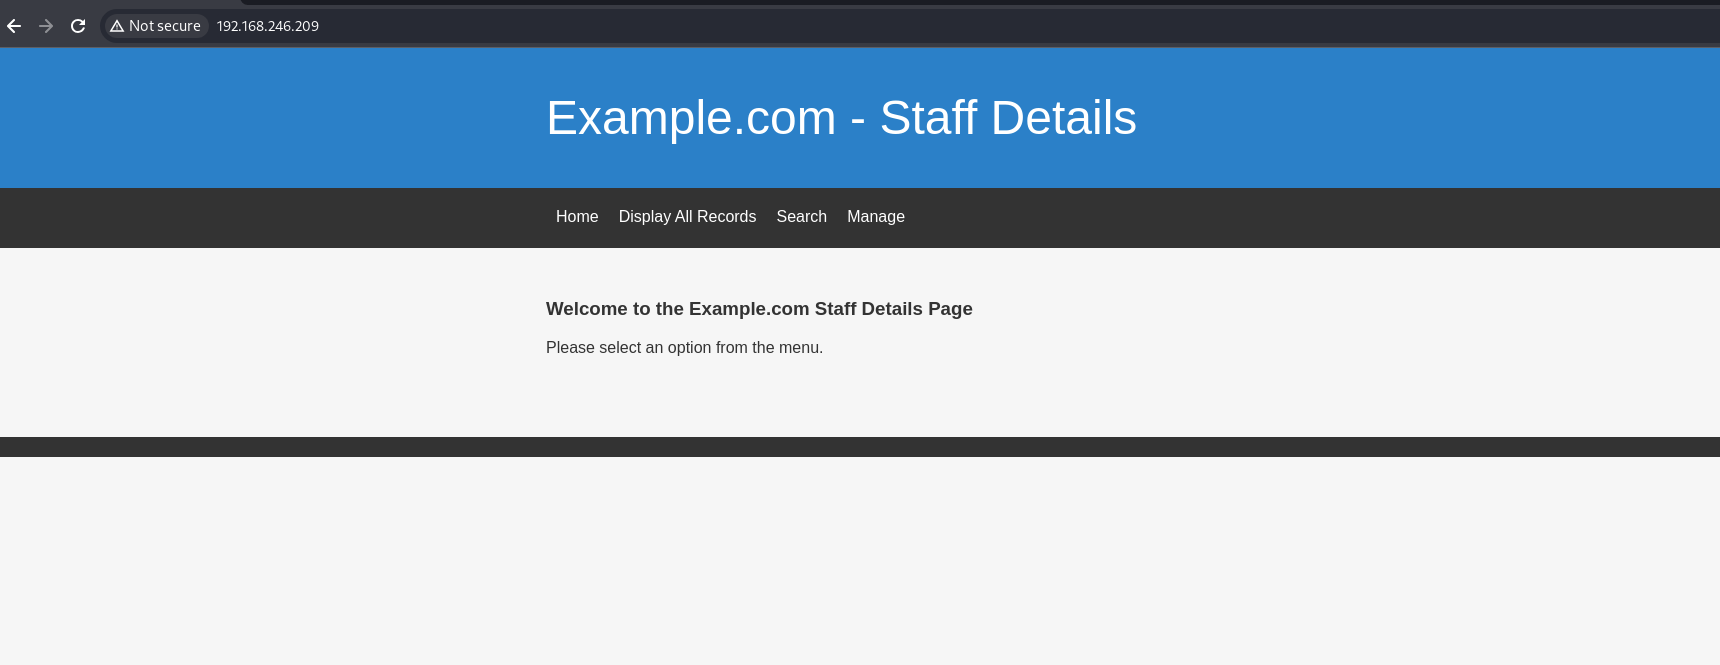 Not secure 192.168.246.209
Example.com - Staff Details
Home Display All Records Search Manage
Welcome to the Example.com Staff Details Page
Please select an option from the menu.